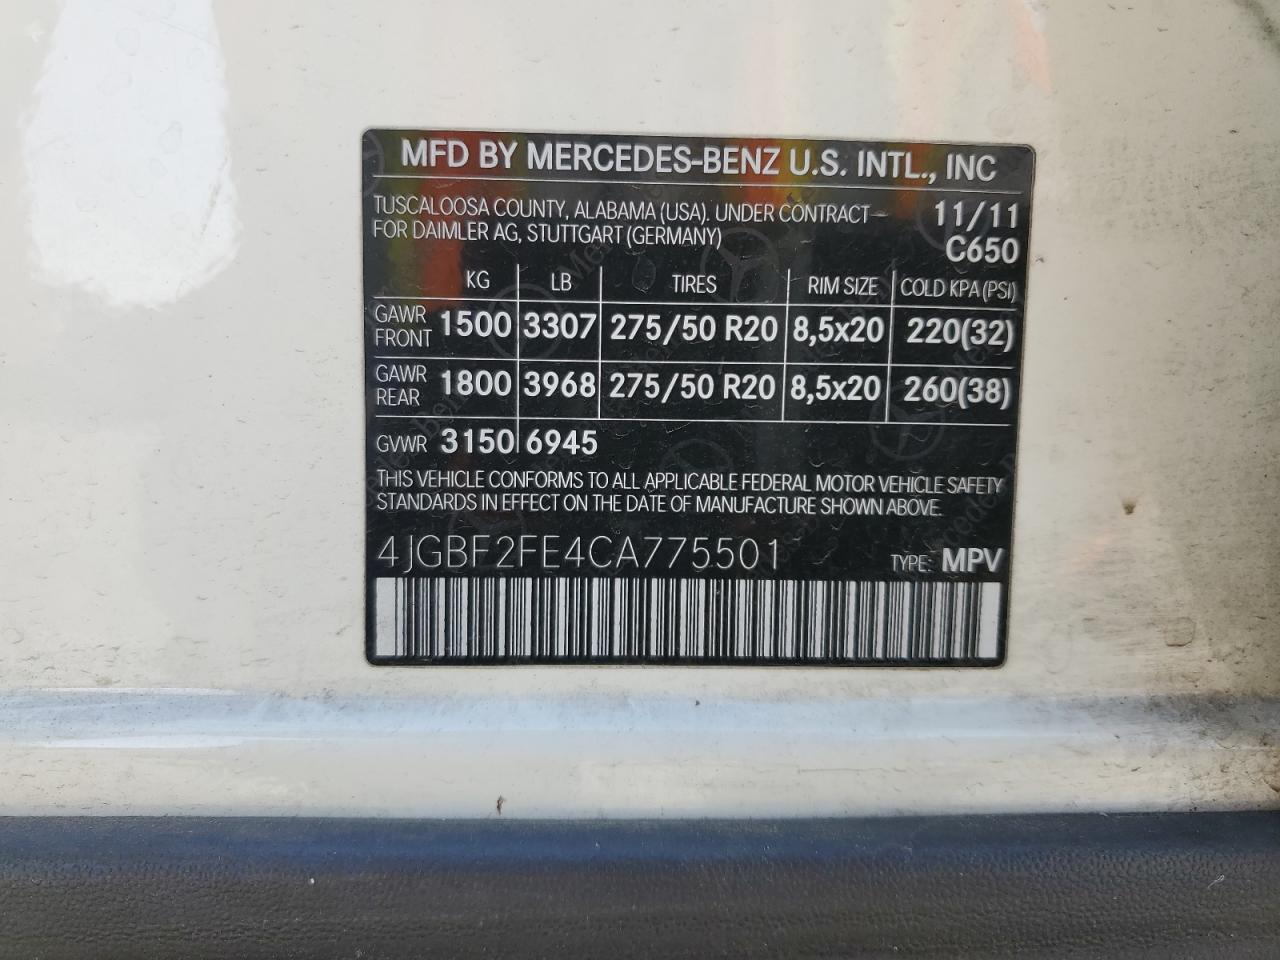 MFD BY MERCEDES-BENZ U.S. INTL., INC
TUSCALOOSA COUNTY, ALABAMA (USA). UNDER CONTRACT 11/11
FOR DAIMLER AG, STUTTGART (GERMANY) C650
KG LB TIRES RIM SIZE COLD KPA (PSI)
GAWR FRONT 1500 3307 275/50 R20 8,5x20 220(32)
GAWR REAR 1800 3968 275/50 R20 8,5x20 260(38)
GVWR 3150 6945
THIS VEHICLE CONFORMS TO ALL APPLICABLE FEDERAL MOTOR VEHICLE SAFETY
STANDARDS IN EFFECT ON THE DATE OF MANUFACTURE SHOWN ABOVE.
4JGBF2FE4CA775501 TYPE: MPV